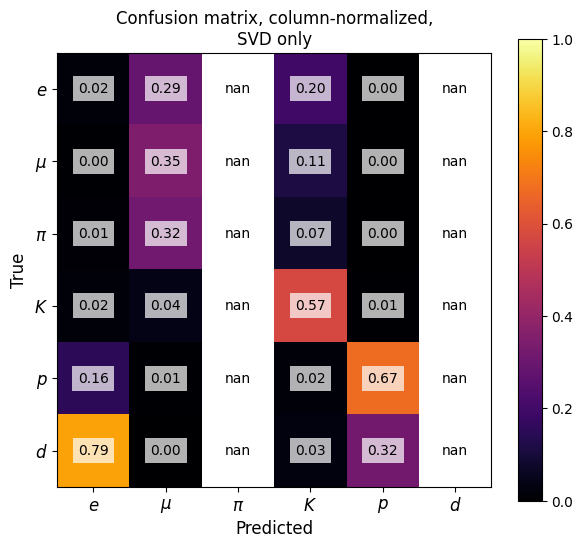 Confusion matrix, column-normalized,
SVD only
True
e 0.02 0.29 nan 0.20 0.00 nan
μ 0.00 0.35 nan 0.11 0.00 nan
π 0.01 0.32 nan 0.07 0.00 nan
K 0.02 0.04 nan 0.57 0.01 nan
p 0.16 0.01 nan 0.02 0.67 nan
d 0.79 0.00 nan 0.03 0.32 nan
e μ π K p d
Predicted
1.0
0.8
0.6
0.4
0.2
0.0